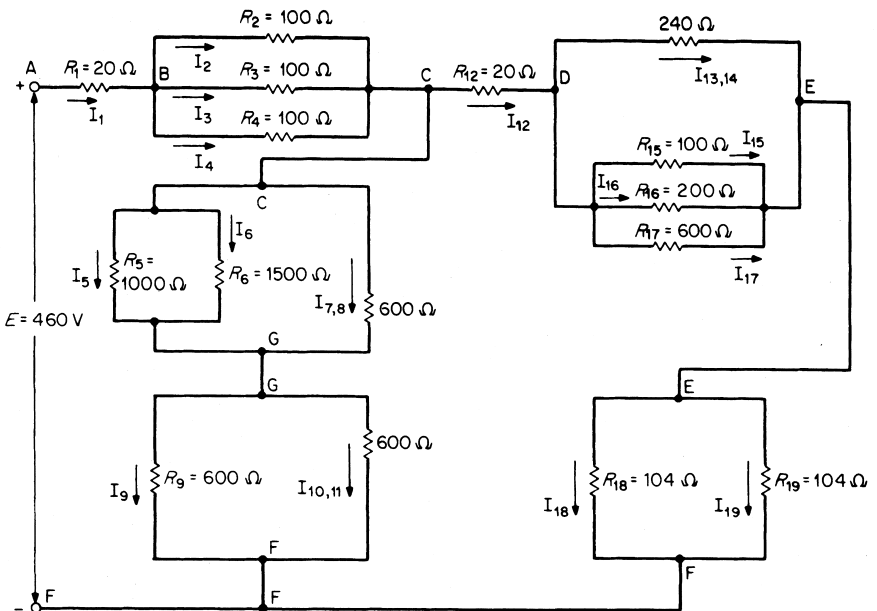 R2 = 100 Ω
I2
240 Ω
I13,14
A
+
R1 = 20 Ω
I1
B
R3 = 100 Ω
I3
R4 = 100 Ω
I4
C
R12 = 20 Ω
I12
D
E
R15 = 100 Ω
I15
I16
R16 = 200 Ω
R17 = 600 Ω
I17
C
I5
R5 =
1000 Ω
I6
R6 = 1500 Ω
I7,8
600 Ω
E = 460 V
G
G
I9
R9 = 600 Ω
I10,11
600 Ω
E
I18
R18 = 104 Ω
I19
R19 = 104 Ω
F
F
- F
F